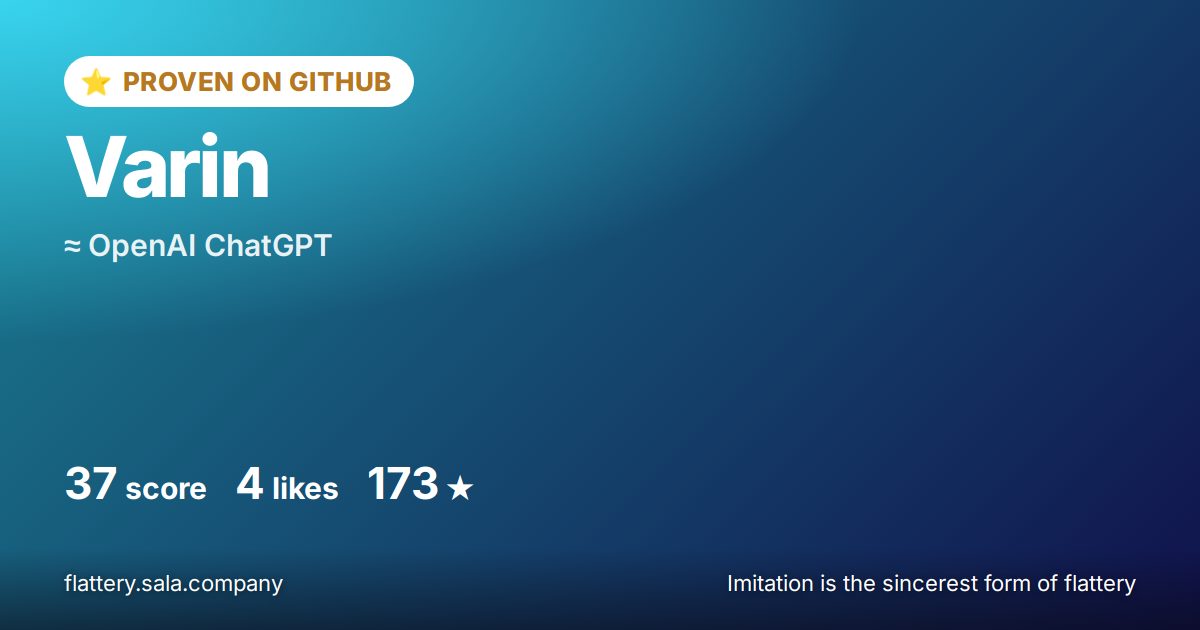 ⭐ PROVEN ON GITHUB
Varin
≈ OpenAI ChatGPT
37 score 4 likes 173 ★
flattery.sala.company
Imitation is the sincerest form of flattery